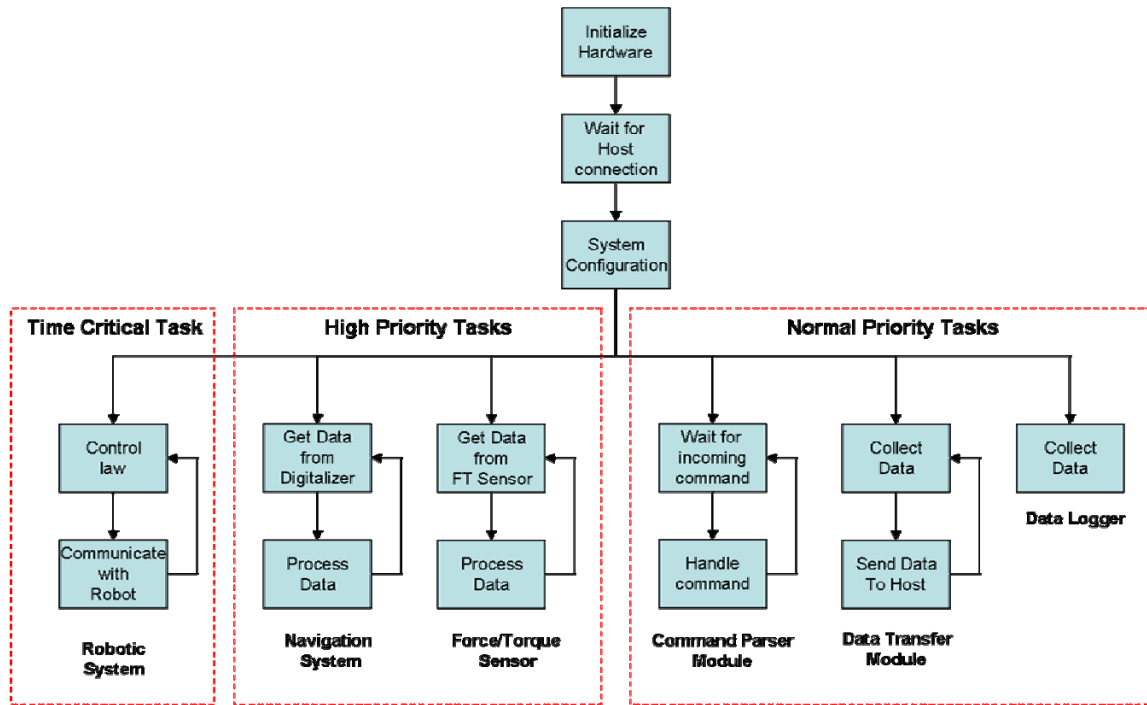 Initialize
Hardware
Wait for
Host
connection
System
Configuration
Time Critical Task
High Priority Tasks
Normal Priority Tasks
Control
law
Communicate
with
Robot
Robotic
System
Get Data
from
Digitalizer
Process
Data
Navigation
System
Get Data
from
FT Sensor
Process
Data
Force/Torque
Sensor
Wait for
incoming
command
Handle
command
Command Parser
Module
Collect
Data
Send Data
To Host
Data Transfer
Module
Collect
Data
Data Logger